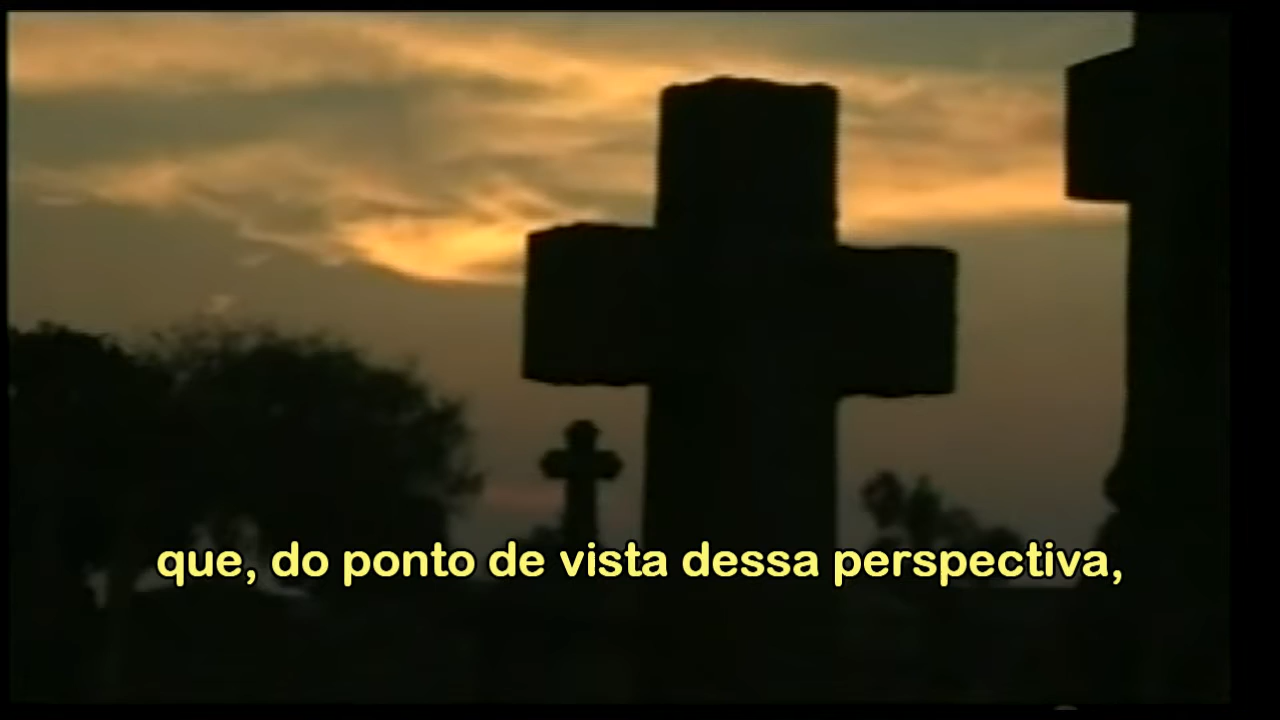 que, do ponto de vista dessa perspectiva,